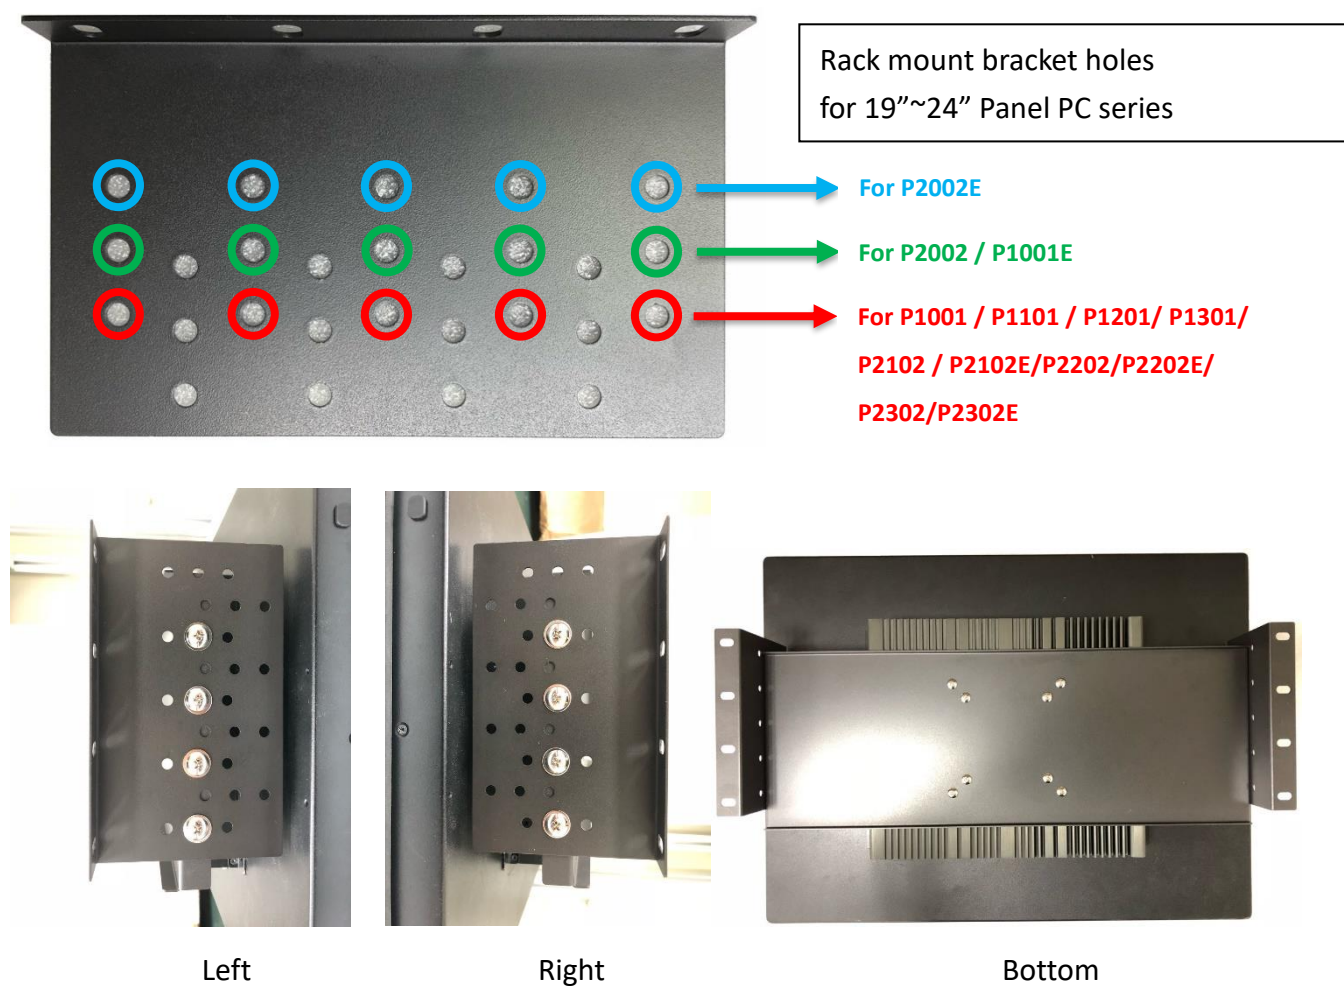 Rack mount bracket holes
for 19”~24” Panel PC series
For P2002E
For P2002 / P1001E
For P1001 / P1101 / P1201/ P1301/
P2102 / P2102E/P2202/P2202E/
P2302/P2302E
Left
Right
Bottom